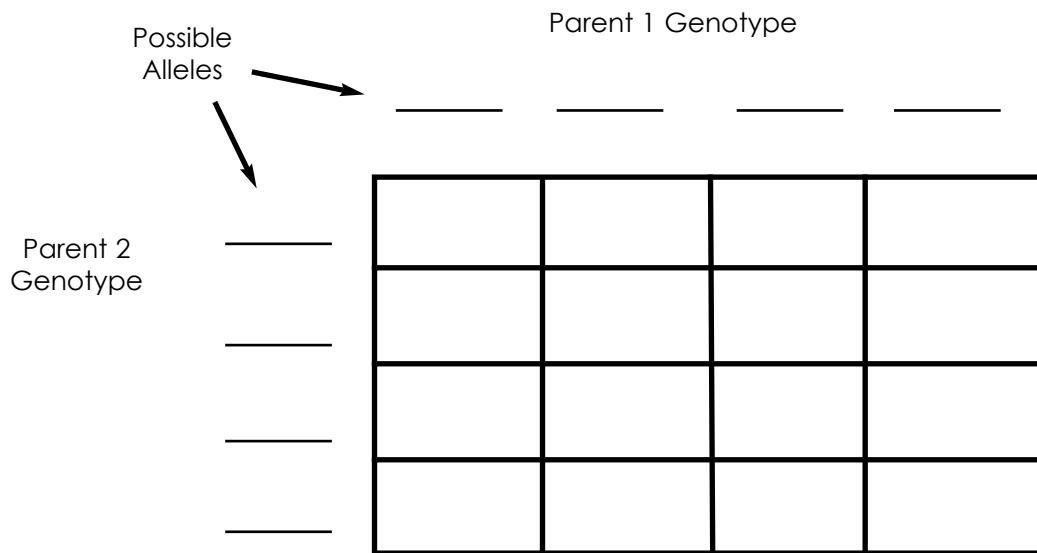 Parent 1 Genotype
Possible
Alleles
Parent 2
Genotype